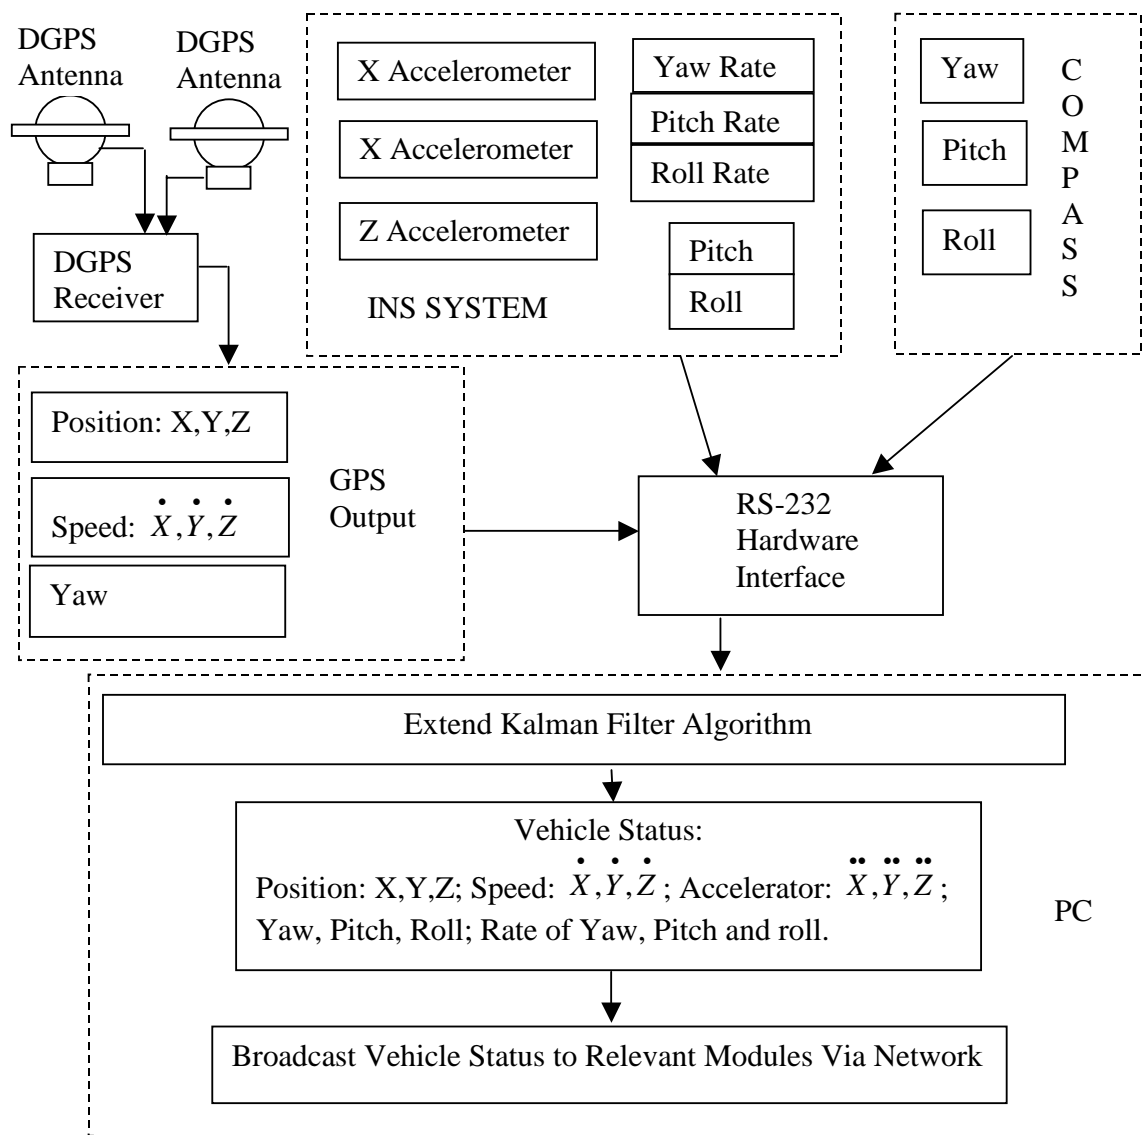 DGPS
Antenna
DGPS
Antenna
DGPS
Receiver
X Accelerometer
X Accelerometer
Z Accelerometer
INS SYSTEM
Yaw Rate
Pitch Rate
Roll Rate
Pitch
Roll
Yaw
Pitch
Roll
C
O
M
P
A
S
S
Position: X,Y,Z
Speed: Ẋ,Ẏ,Ż
Yaw
GPS
Output
RS-232
Hardware
Interface
Extend Kalman Filter Algorithm
Vehicle Status:
Position: X,Y,Z; Speed: Ẋ,Ẏ,Ż; Accelerator: Ẍ,Ÿ,Z̈;
Yaw, Pitch, Roll; Rate of Yaw, Pitch and roll.
PC
Broadcast Vehicle Status to Relevant Modules Via Network